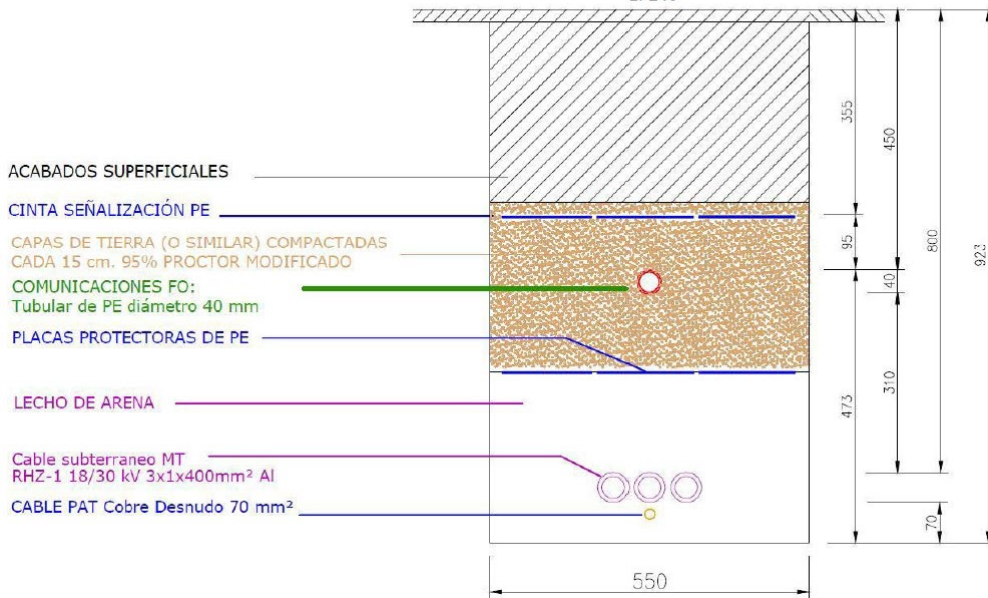 ACABADOS SUPERFICIALES
CINTA SEÑALIZACIÓN PE
CAPAS DE TIERRA (O SIMILAR) COMPACTADAS
CADA 15 cm. 95% PROCTOR MODIFICADO
COMUNICACIONES FO:
Tubular de PE diámetro 40 mm
PLACAS PROTECTORAS DE PE
LECHO DE ARENA
Cable subterraneo MT
RHZ-1 18/30 kV 3x1x400mm² Al
CABLE PAT Cobre Desnudo 70 mm²
355
450
95
800
923
40
310
473
70
550